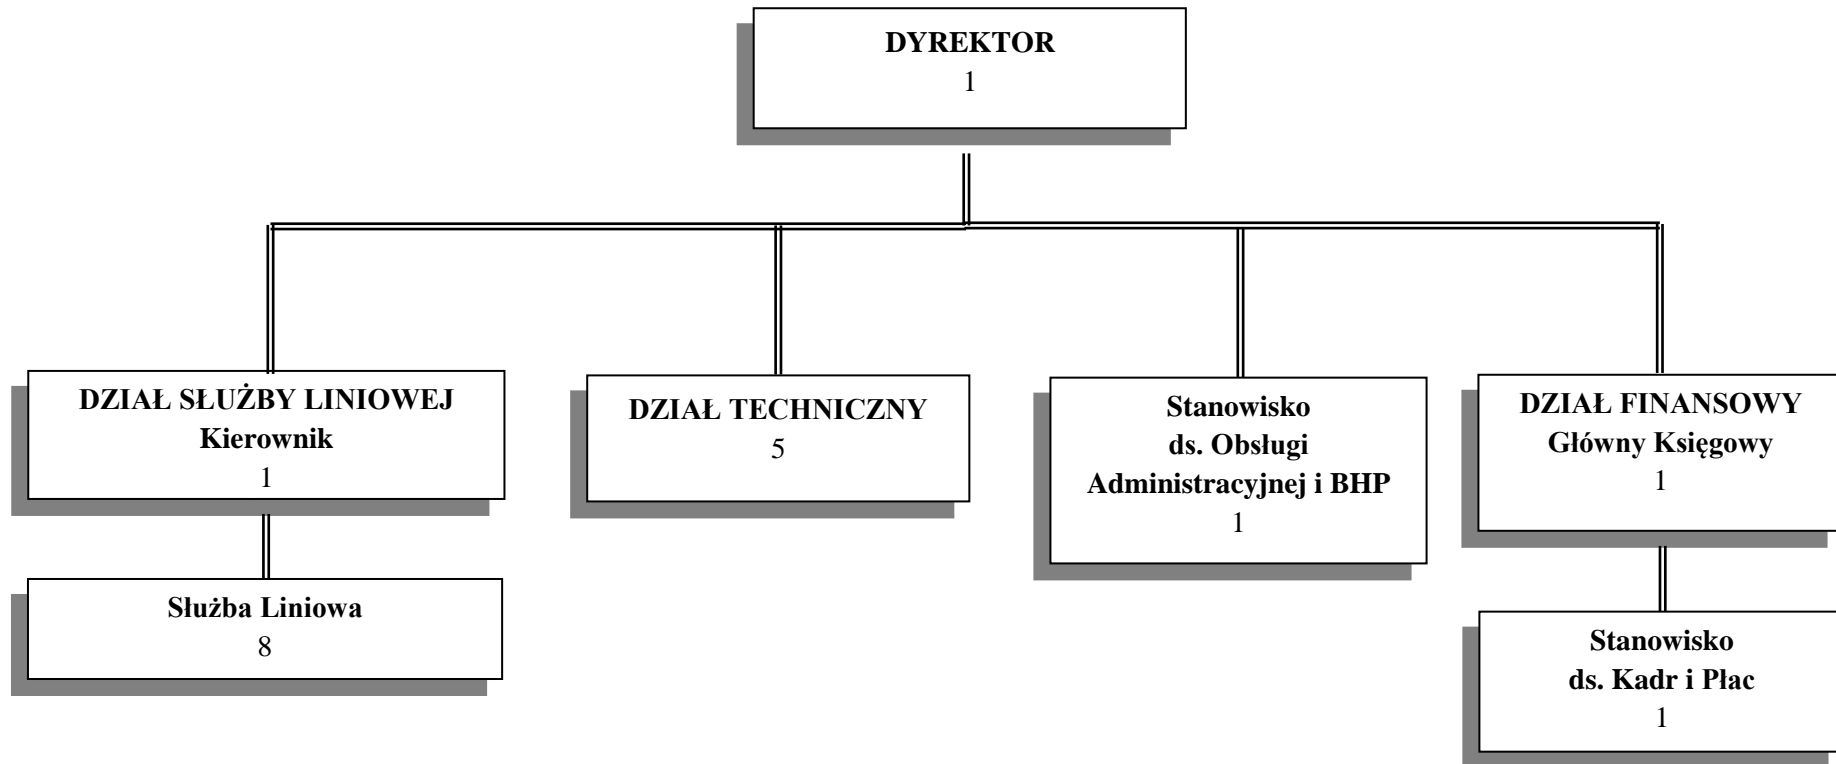 DYREKTOR
1
DZIAŁ SŁUŻBY LINIOWEJ
Kierownik
1
DZIAŁ TECHNICZNY
5
Stanowisko
ds. Obsługi
Administracyjnej i BHP
1
DZIAŁ FINANSOWY
Główny Księgowy
1
Służba Liniowa
8
Stanowisko
ds. Kadr i Płac
1